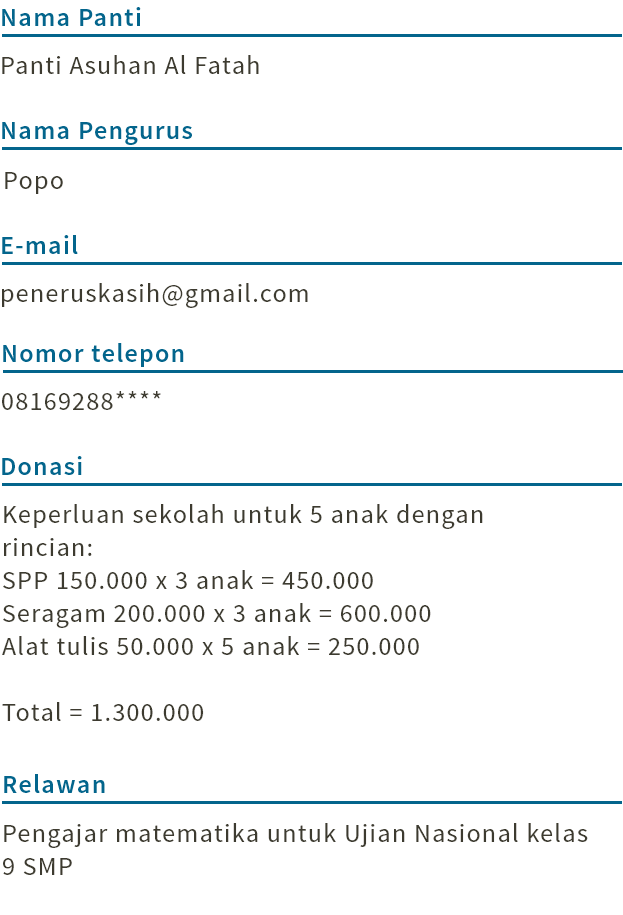 Nama Panti
Panti Asuhan Al Fatah
Nama Pengurus
Popo
E-mail
peneruskasih@gmail.com
Nomor telepon
08169288****
Donasi
Keperluan sekolah untuk 5 anak dengan
rincian:
SPP 150.000 x 3 anak = 450.000
Seragam 200.000 x 3 anak = 600.000
Alat tulis 50.000 x 5 anak = 250.000
Total = 1.300.000
Relawan
Pengajar matematika untuk Ujian Nasional kelas
9 SMP